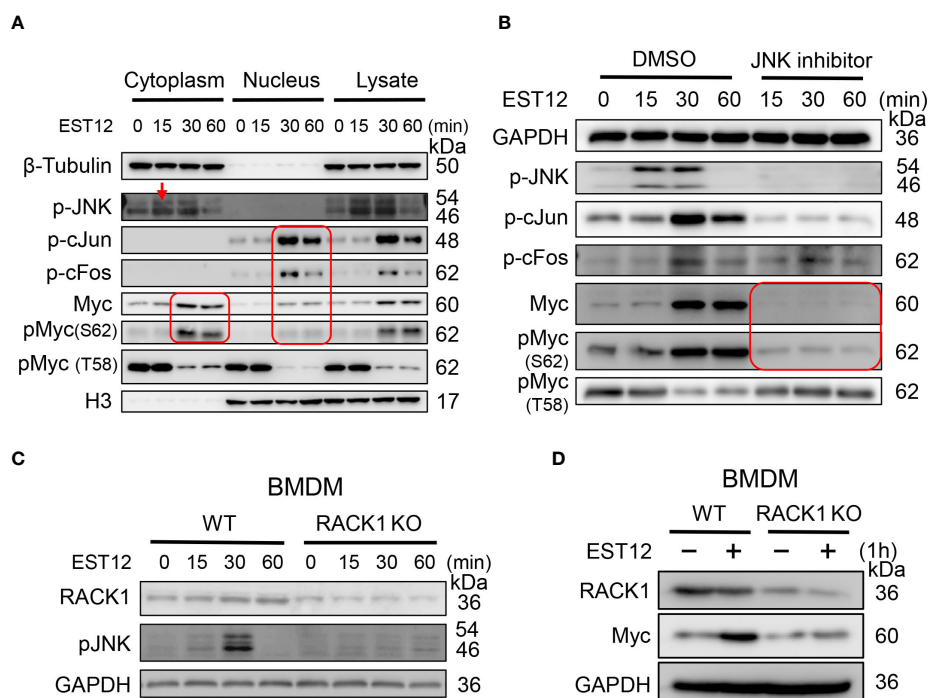 A
Cytoplasm Nucleus Lysate
EST12 0 15 30 60 0 15 30 60 0 15 30 60 (min)
kDa
β-Tubulin 50
p-JNK 54
46
p-cJun 48
p-cFos 62
Myc 60
pMyc(S62) 62
pMyc (T58) 62
H3 17
B
DMSO JNK inhibitor
EST12 0 15 30 60 15 30 60 (min)
kDa
GAPDH 36
p-JNK 54
46
p-cJun 48
p-cFos 62
Myc 60
pMyc
(S62) 62
pMyc
(T58) 62
C
BMDM
WT RACK1 KO
EST12 0 15 30 60 0 15 30 60 (min)
kDa
RACK1 36
pJNK 54
46
GAPDH 36
D
BMDM
WT RACK1 KO
EST12 − + − + (1h)
kDa
RACK1 36
Myc 60
GAPDH 36